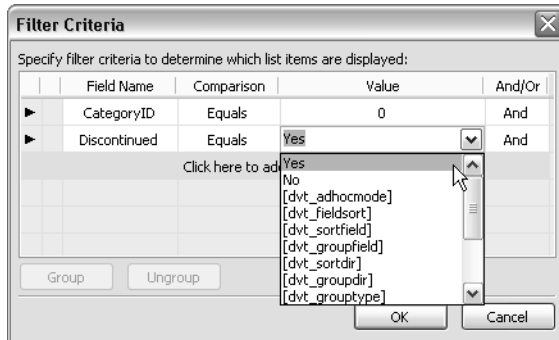 Filter Criteria
Specify filter criteria to determine which list items are displayed:
Field Name Comparison Value And/Or
CategoryID Equals 0 And
Discontinued Equals Yes And
Click here to ad
Yes
No
[dvt_adhocmode]
[dvt_fieldsort]
[dvt_sortfield]
[dvt_groupfield]
[dvt_sortdir]
[dvt_groupdir]
[dvt_grouptype]
Group Ungroup
OK Cancel